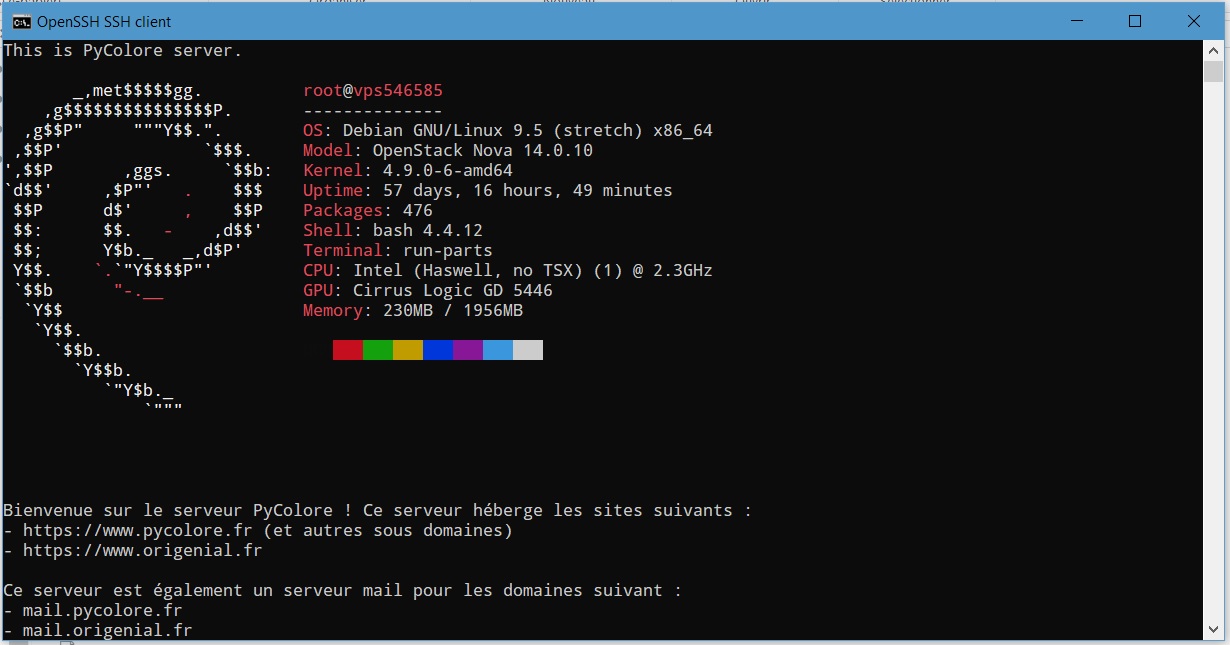 OpenSSH SSH client
This is PyColore server.
       _,met$$$$$gg.          root@vps546585
    ,g$$$$$$$$$$$$$$$P.       --------------
  ,g$$P"     """Y$$.".        OS: Debian GNU/Linux 9.5 (stretch) x86_64
 ,$$P'              `$$$.     Model: OpenStack Nova 14.0.10
',$$P       ,ggs.     `$$b:   Kernel: 4.9.0-6-amd64
`d$$'     ,$P"'   .    $$$    Uptime: 57 days, 16 hours, 49 minutes
 $$P      d$'     ,    $$P    Packages: 476
 $$:      $$.   -    ,d$$'    Shell: bash 4.4.12
 $$;      Y$b._   _,d$P'      Terminal: run-parts
 Y$$.    `.`"Y$$$$P"'         CPU: Intel (Haswell, no TSX) (1) @ 2.3GHz
 `$$b      "-.__              GPU: Cirrus Logic GD 5446
  `Y$$                        Memory: 230MB / 1956MB
   `Y$$.
     `$$b.
       `Y$$b.
          `"Y$b._
              `"""
Bienvenue sur le serveur PyColore ! Ce serveur héberge les sites suivants :
- https://www.pycolore.fr (et autres sous domaines)
- https://www.origenial.fr
Ce serveur est également un serveur mail pour les domaines suivant :
- mail.pycolore.fr
- mail.origenial.fr